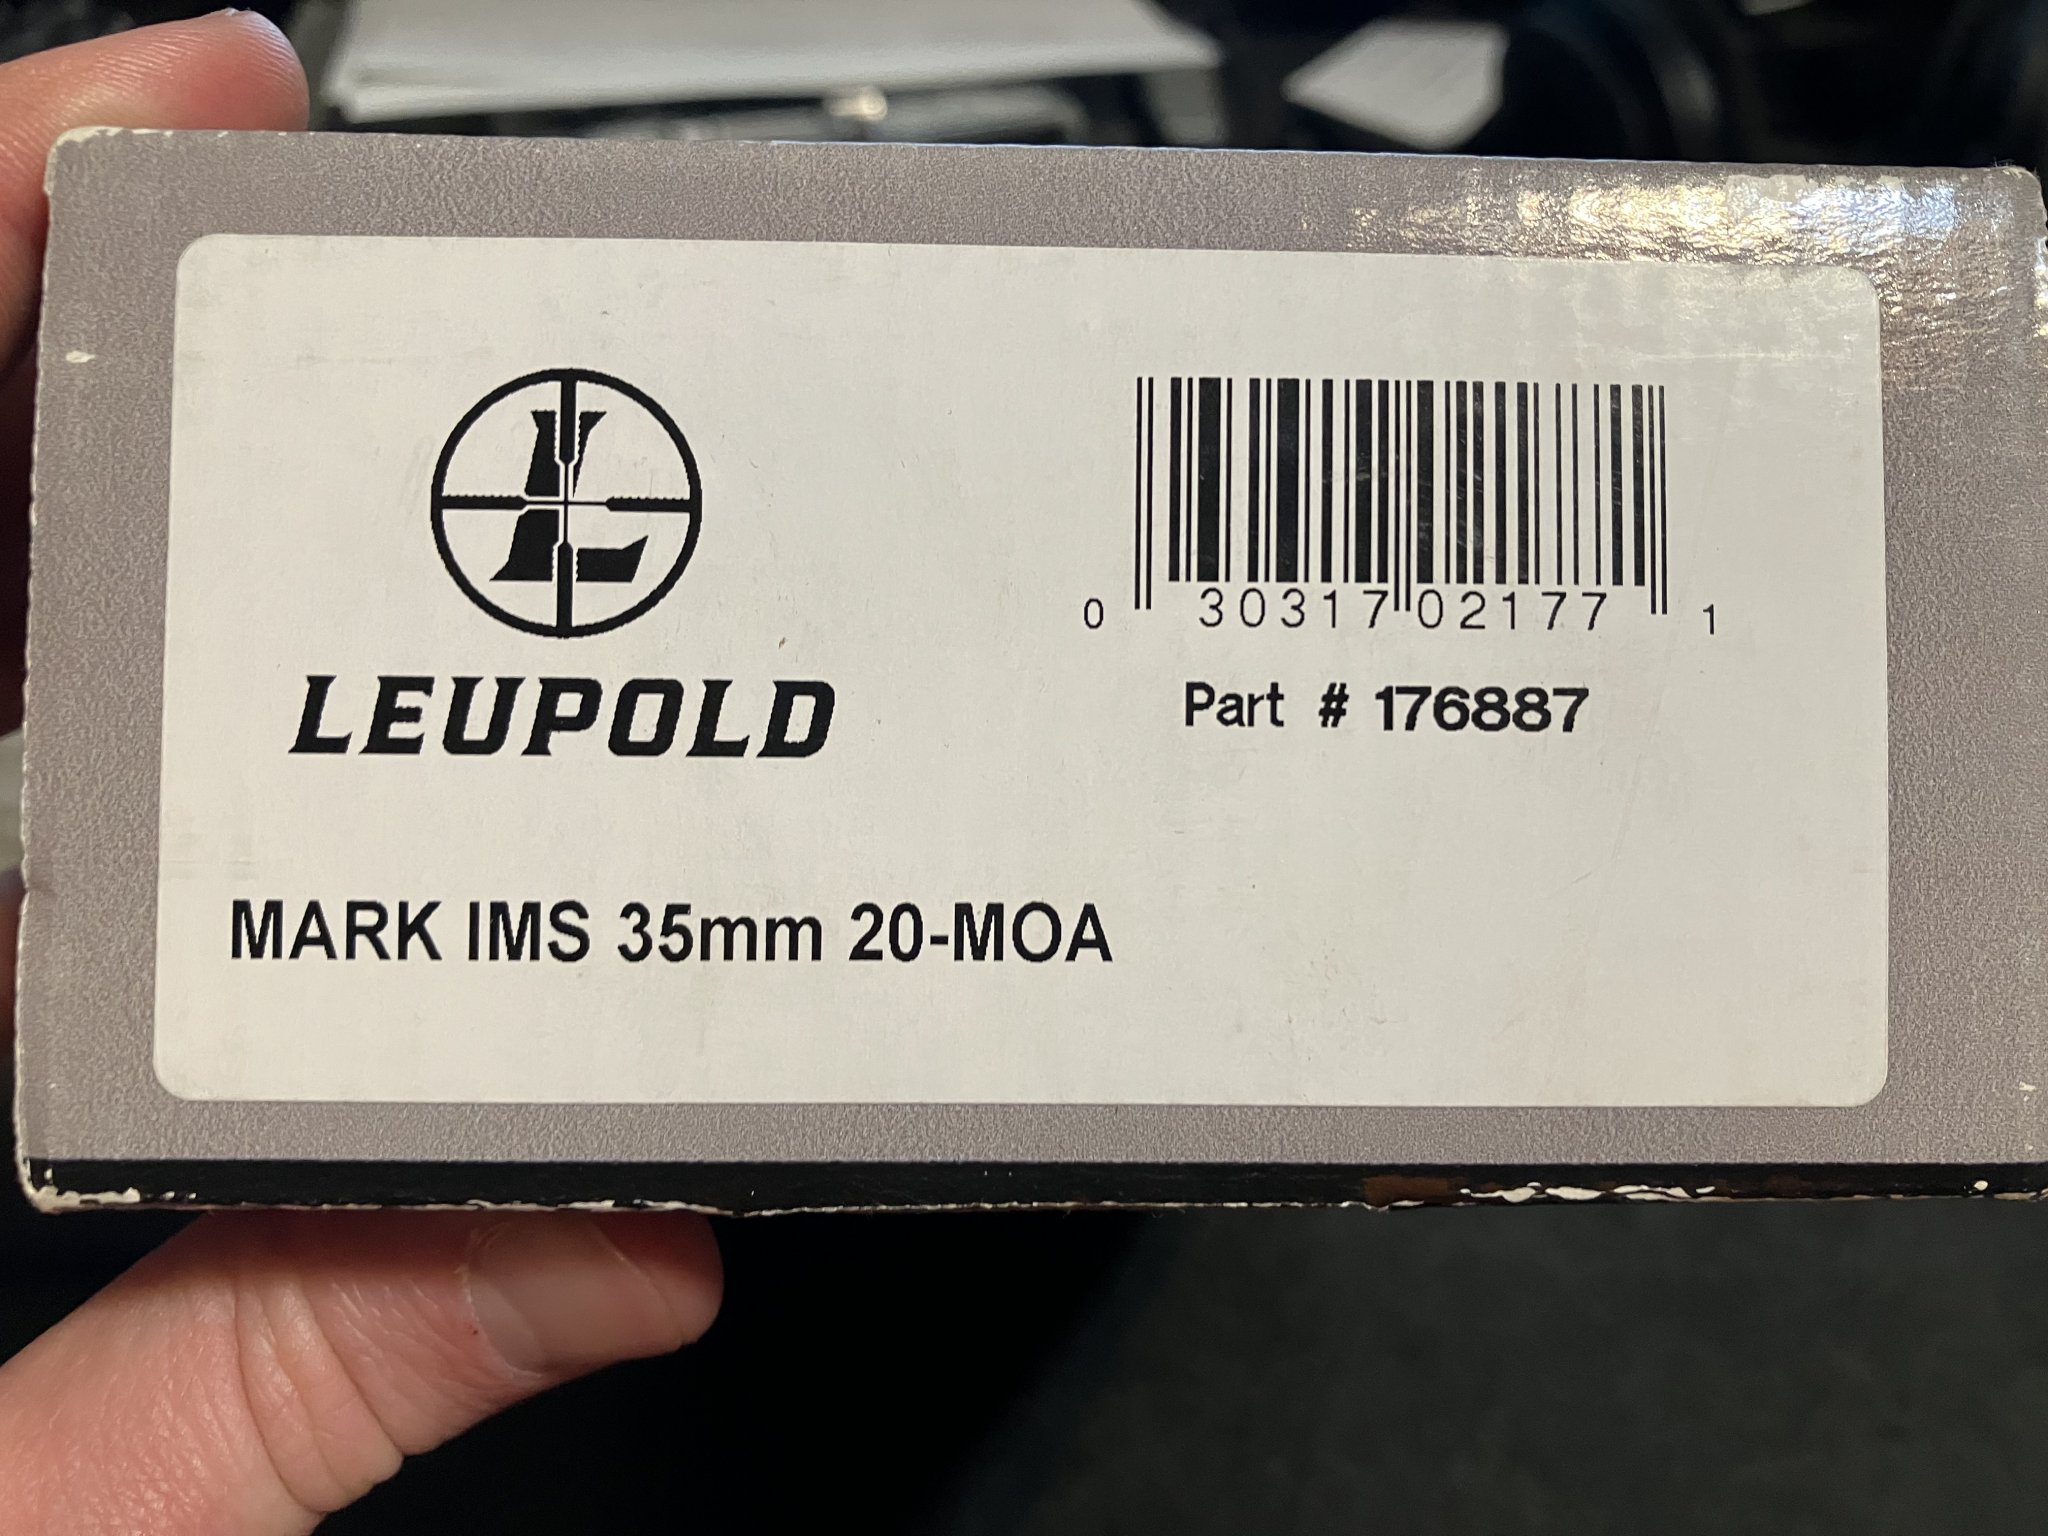 LEUPOLD
0 30317 02177 1
Part # 176887
MARK IMS 35mm 20-MOA